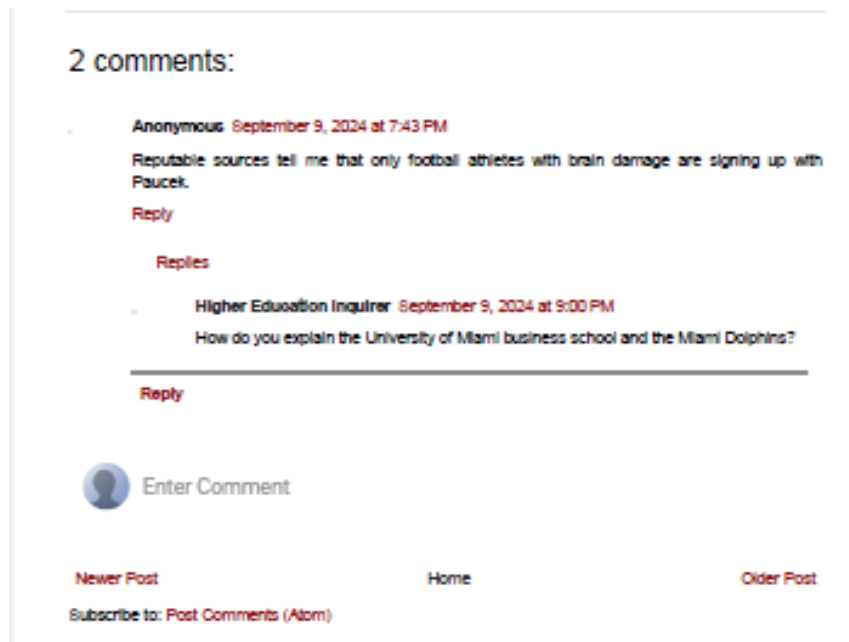 2 comments:
Anonymous September 9, 2024 at 7:43 PM
Reputable sources tell me that only football athletes with brain damage are signing up with
Paucek.
Reply
Replies
Higher Education Inquirer September 9, 2024 at 9:00 PM
How do you explain the University of Miami business school and the Miami Dolphins?
Reply
Enter Comment
Newer Post Home Older Post
Subscribe to: Post Comments (Atom)